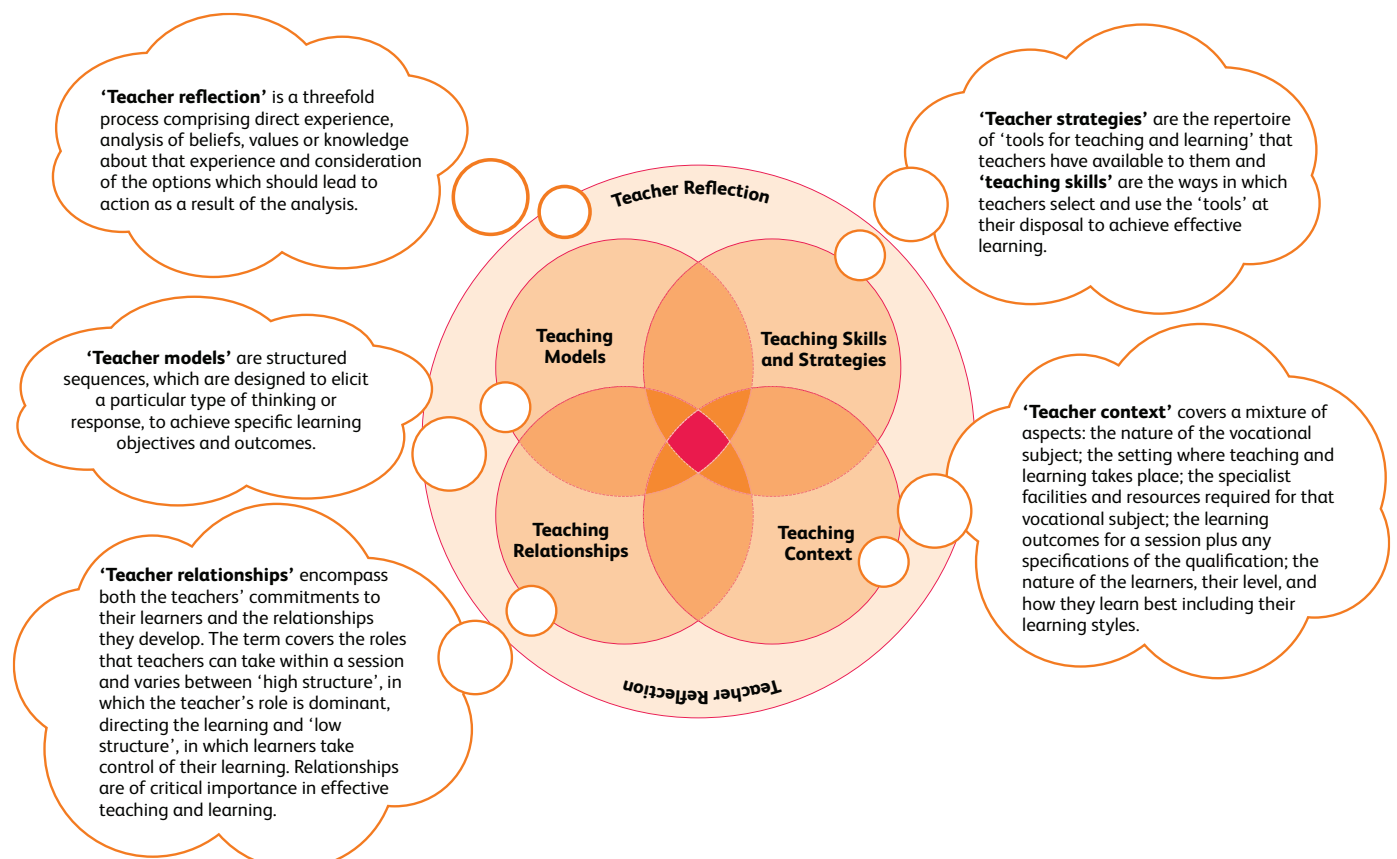 ‘Teacher reflection’ is a threefold
process comprising direct experience,
analysis of beliefs, values or knowledge
about that experience and consideration
of the options which should lead to
action as a result of the analysis.
‘Teacher strategies’ are the repertoire
of ‘tools for teaching and learning’ that
teachers have available to them and
‘teaching skills’ are the ways in which
teachers select and use the ‘tools’ at
their disposal to achieve effective
learning.
Teacher Reflection
Teaching
Models
Teaching Skills
and Strategies
‘Teacher models’ are structured
sequences, which are designed to elicit
a particular type of thinking or
response, to achieve specific learning
objectives and outcomes.
‘Teacher context’ covers a mixture of
aspects: the nature of the vocational
subject; the setting where teaching and
learning takes place; the specialist
facilities and resources required for that
vocational subject; the learning
outcomes for a session plus any
specifications of the qualification; the
nature of the learners, their level, and
how they learn best including their
learning styles.
Teaching
Relationships
Teaching
Context
‘Teacher relationships’ encompass
both the teachers’ commitments to
their learners and the relationships
they develop. The term covers the roles
that teachers can take within a session
and varies between ‘high structure’, in
which the teacher’s role is dominant,
directing the learning and ‘low
structure’, in which learners take
control of their learning. Relationships
are of critical importance in effective
teaching and learning.
Teacher Reflection